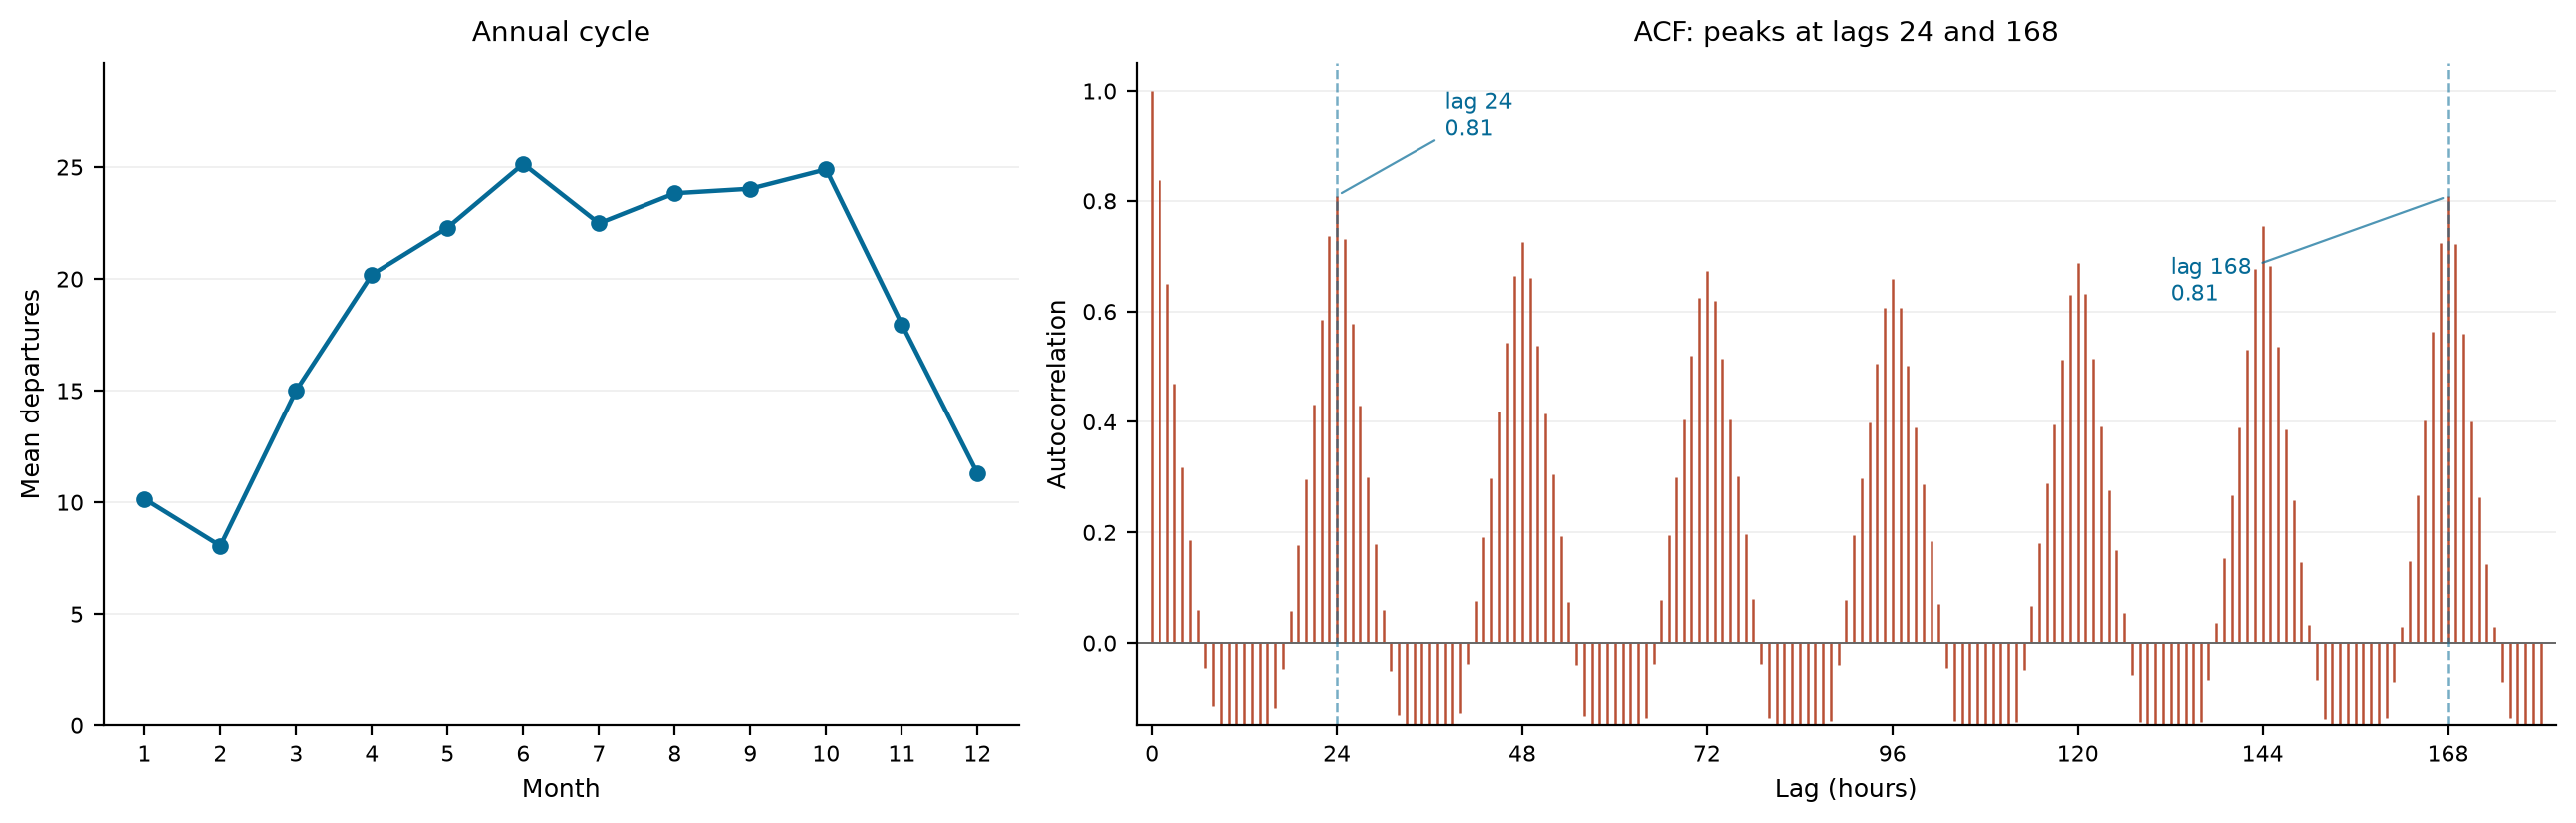 Annual cycle
Mean departures
25
20
15
10
5
0
1 2 3 4 5 6 7 8 9 10 11 12
Month
ACF: peaks at lags 24 and 168
Autocorrelation
1.0
0.8
0.6
0.4
0.2
0.0
lag 24
0.81
lag 168
0.81
0 24 48 72 96 120 144 168
Lag (hours)